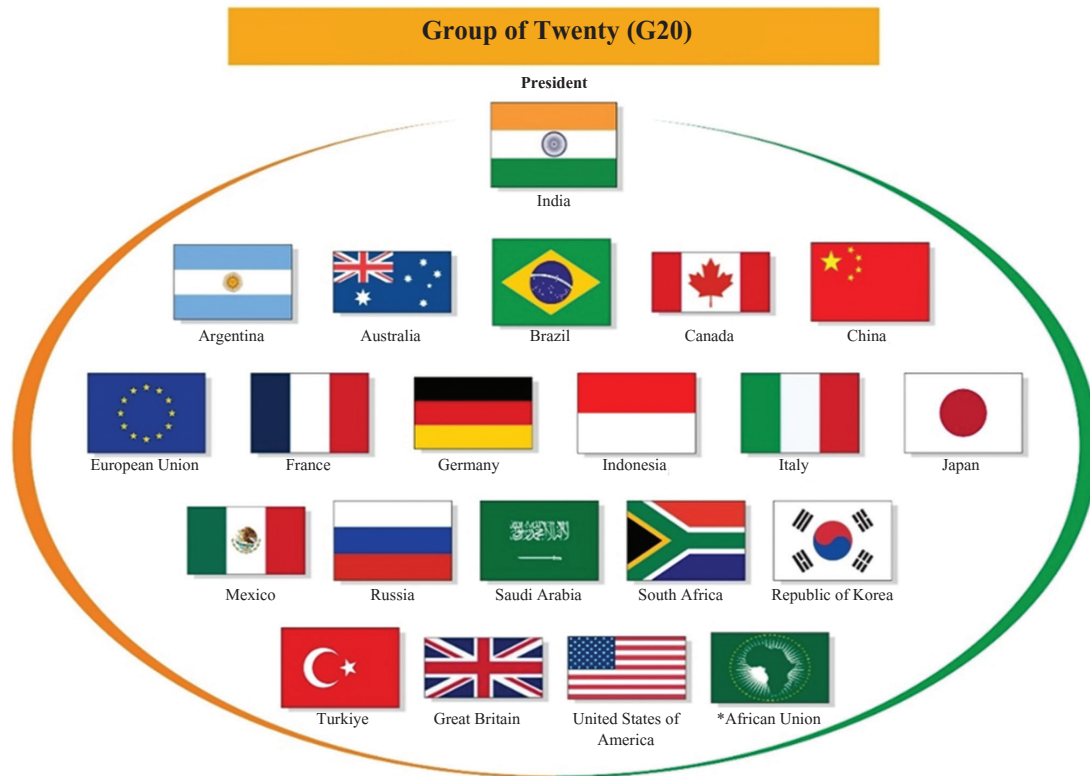 Group of Twenty (G20)
President
India
Argentina
Australia
Brazil
Canada
China
European Union
France
Germany
Indonesia
Italy
Japan
Mexico
Russia
Saudi Arabia
South Africa
Republic of Korea
Turkiye
Great Britain
United States of
America
*African Union